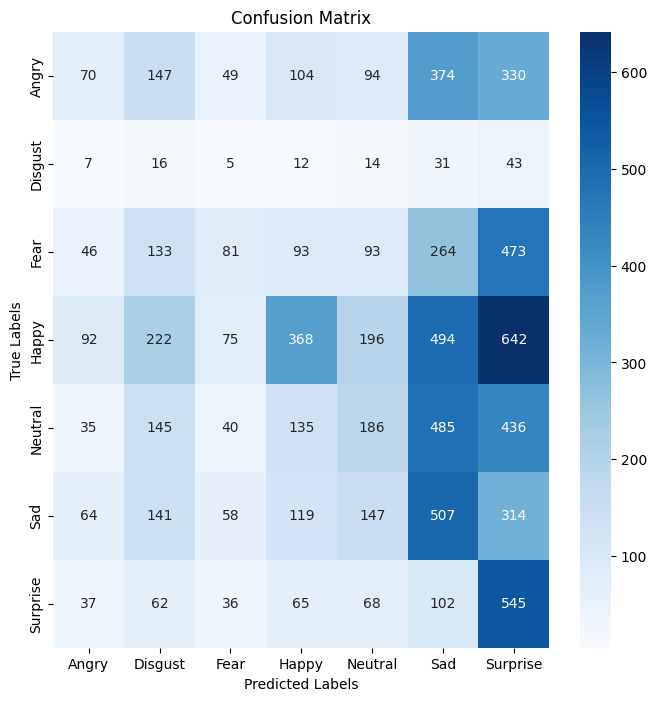 Confusion Matrix
Angry 70 147 49 104 94 374 330
Disgust 7 16 5 12 14 31 43
Fear 46 133 81 93 93 264 473
Happy 92 222 75 368 196 494 642
Neutral 35 145 40 135 186 485 436
Sad 64 141 58 119 147 507 314
Surprise 37 62 36 65 68 102 545
Angry Disgust Fear Happy Neutral Sad Surprise
Predicted Labels
True Labels
600
500
400
300
200
100